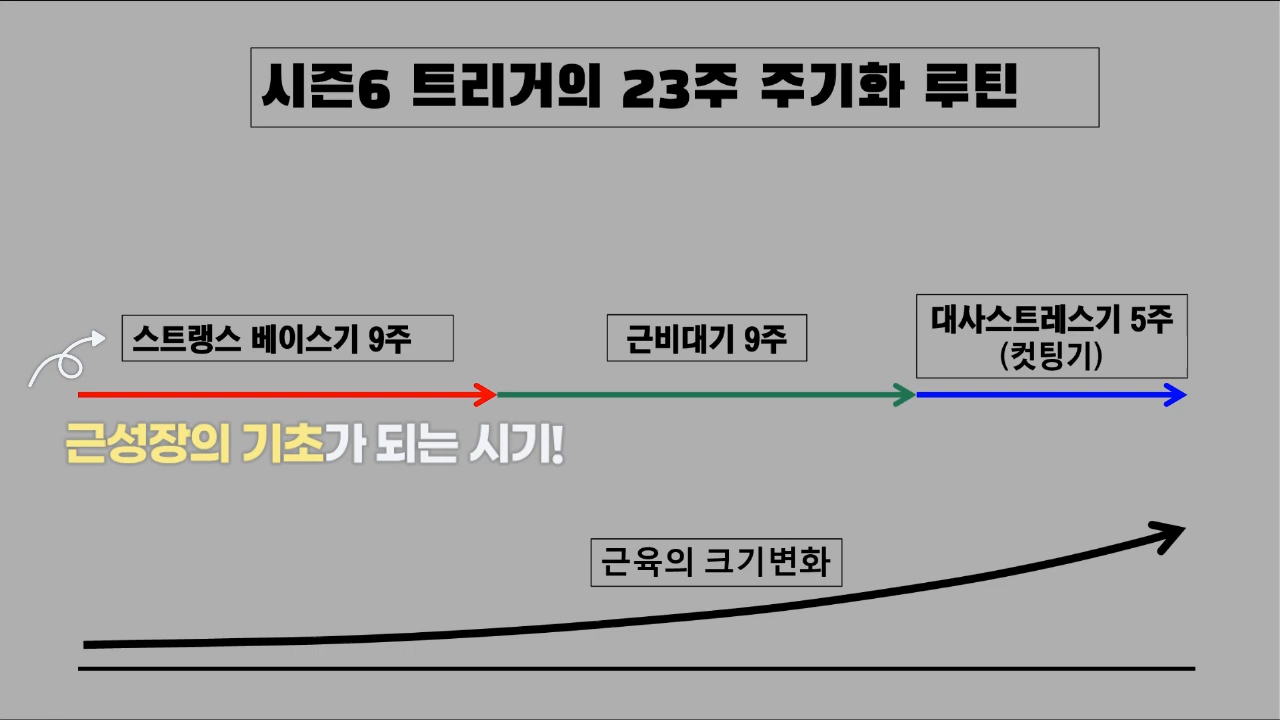 시즌6 트리거의 23주 주기화 루틴
스트랭스 베이스기 9주
근비대기 9주
대사스트레스기 5주
(컷팅기)
근성장의 기초가 되는 시기!
근육의 크기변화